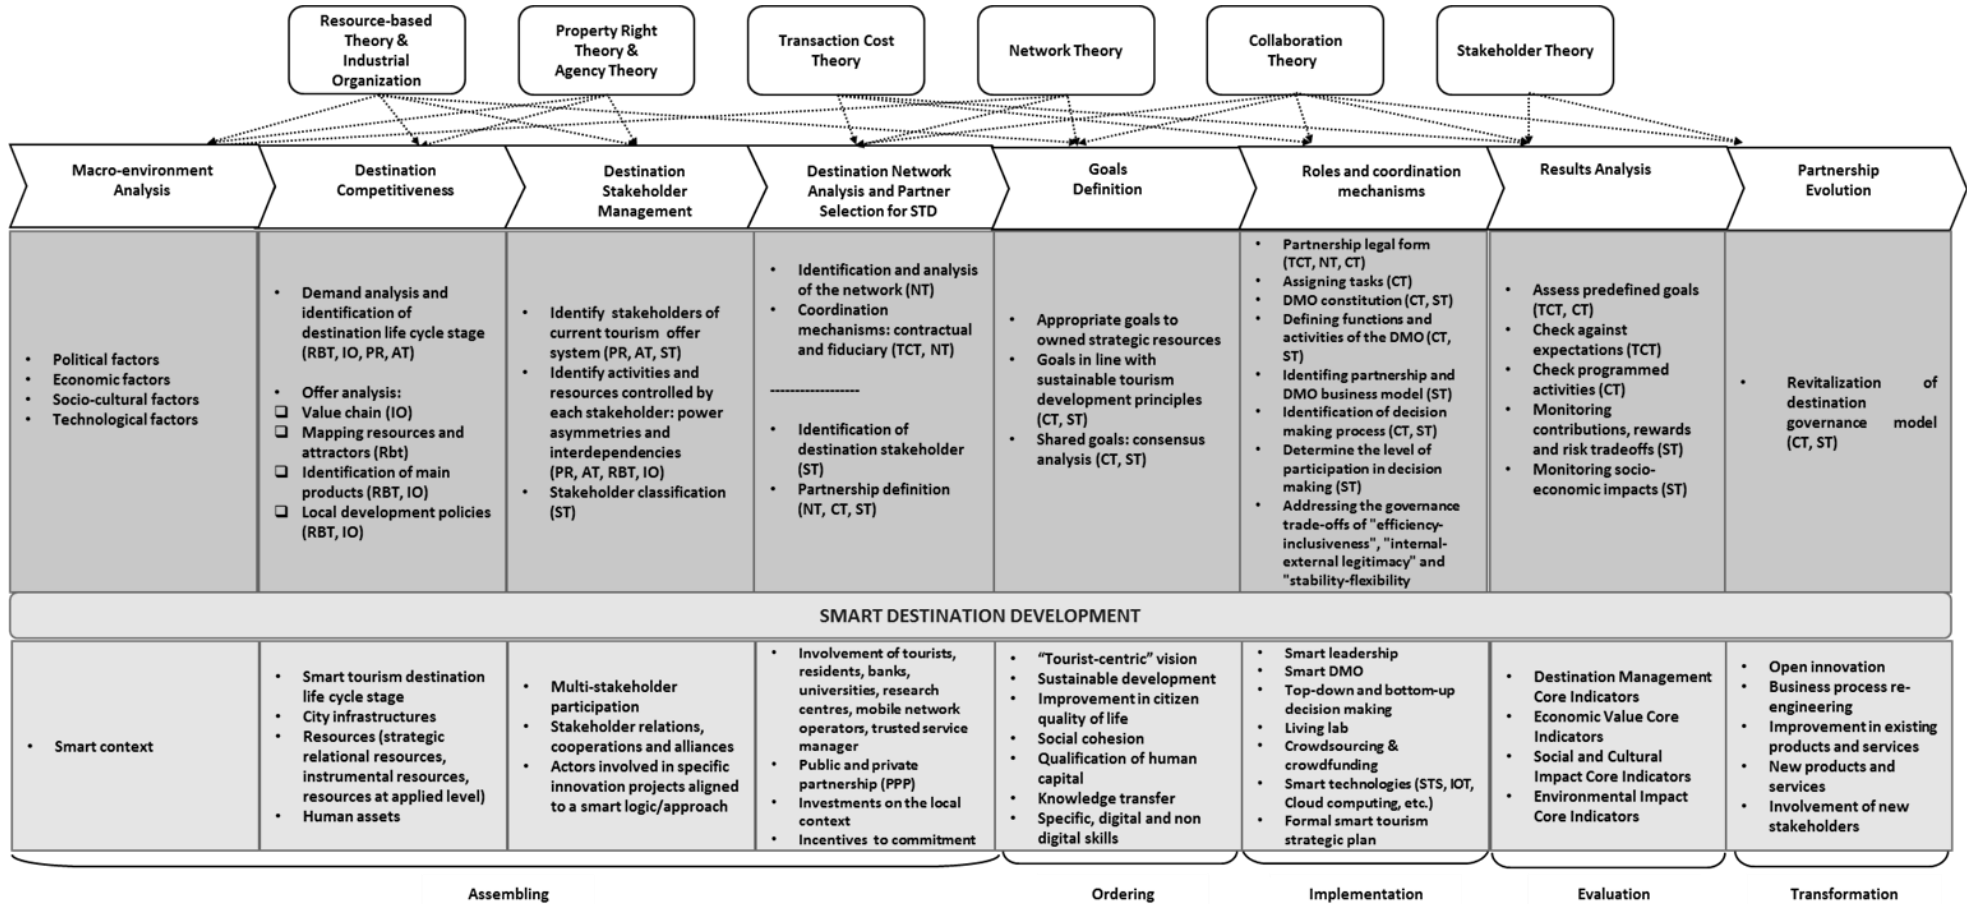 Resource-based
Theory &
Industrial
Organization
Property Right
Theory &
Agency Theory
Transaction Cost
Theory
Network Theory
Collaboration
Theory
Stakeholder Theory
Macro-environment
Analysis
Destination
Competitiveness
Destination
Stakeholder
Management
Destination Network
Analysis and Partner
Selection for STD
Goals
Definition
Roles and coordination
mechanisms
Results Analysis
Partnership
Evolution
• Political factors
• Economic factors
• Socio-cultural factors
• Technological factors
• Demand analysis and
identification of
destination life cycle stage
(RBT, IO, PR, AT)
• Offer analysis:
❑ Value chain (IO)
❑ Mapping resources and
attractors (Rbt)
❑ Identification of main
products (RBT, IO)
❑ Local development policies
(RBT, IO)
• Identify stakeholders of
current tourism offer
system (PR, AT, ST)
• Identify activities and
resources controlled by
each stakeholder: power
asymmetries and
interdependencies
(PR, AT, RBT, IO)
• Stakeholder classification
(ST)
• Identification and analysis
of the network (NT)
• Coordination
mechanisms: contractual
and fiduciary (TCT, NT)
------------------
• Identification of
destination stakeholder
(ST)
• Partnership definition
(NT, CT, ST)
• Appropriate goals to
owned strategic resources
• Goals in line with
sustainable tourism
development principles
(CT, ST)
• Shared goals: consensus
analysis (CT, ST)
• Partnership legal form
(TCT, NT, CT)
• Assigning tasks (CT)
• DMO constitution (CT, ST)
• Defining functions and
activities of the DMO (CT,
ST)
• Identifing partnership and
DMO business model (ST)
• Identification of decision
making process (CT, ST)
• Determine the level of
participation in decision
making (ST)
• Addressing the governance
trade-offs of "efficiency-
inclusiveness", "internal-
external legitimacy" and
"stability-flexibility
• Assess predefined goals
(TCT, CT)
• Check against
expectations (TCT)
• Check programmed
activities (CT)
• Monitoring
contributions, rewards
and risk tradeoffs (ST)
• Monitoring socio-
economic impacts (ST)
• Revitalization of
destination
governance model
(CT, ST)
SMART DESTINATION DEVELOPMENT
• Smart context
• Smart tourism destination
life cycle stage
• City infrastructures
• Resources (strategic
relational resources,
instrumental resources,
resources at applied level)
• Human assets
• Multi-stakeholder
participation
• Stakeholder relations,
cooperations and alliances
• Actors involved in specific
innovation projects aligned
to a smart logic/approach
• Involvement of tourists,
residents, banks,
universities, research
centres, mobile network
operators, trusted service
manager
• Public and private
partnership (PPP)
• Investments on the local
context
• Incentives to commitment
• “Tourist-centric” vision
• Sustainable development
• Improvement in citizen
quality of life
• Social cohesion
• Qualification of human
capital
• Knowledge transfer
• Specific, digital and non
digital skills
• Smart leadership
• Smart DMO
• Top-down and bottom-up
decision making
• Living lab
• Crowdsourcing &
crowdfunding
• Smart technologies (STS, IOT,
Cloud computing, etc.)
• Formal smart tourism
strategic plan
• Destination Management
Core Indicators
• Economic Value Core
Indicators
• Social and Cultural
Impact Core Indicators
• Environmental Impact
Core Indicators
• Open innovation
• Business process re-
engineering
• Improvement in existing
products and services
• New products and
services
• Involvement of new
stakeholders
Assembling
Ordering
Implementation
Evaluation
Transformation